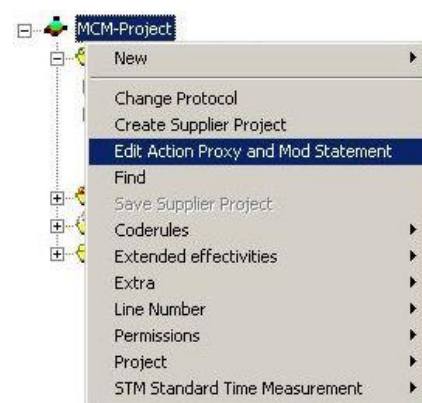 MCM-Project
New
Change Protocol
Create Supplier Project
Edit Action Proxy and Mod Statement
Find
Save Supplier Project
Coderules
Extended effectivities
Extra
Line Number
Permissions
Project
STM Standard Time Measurement